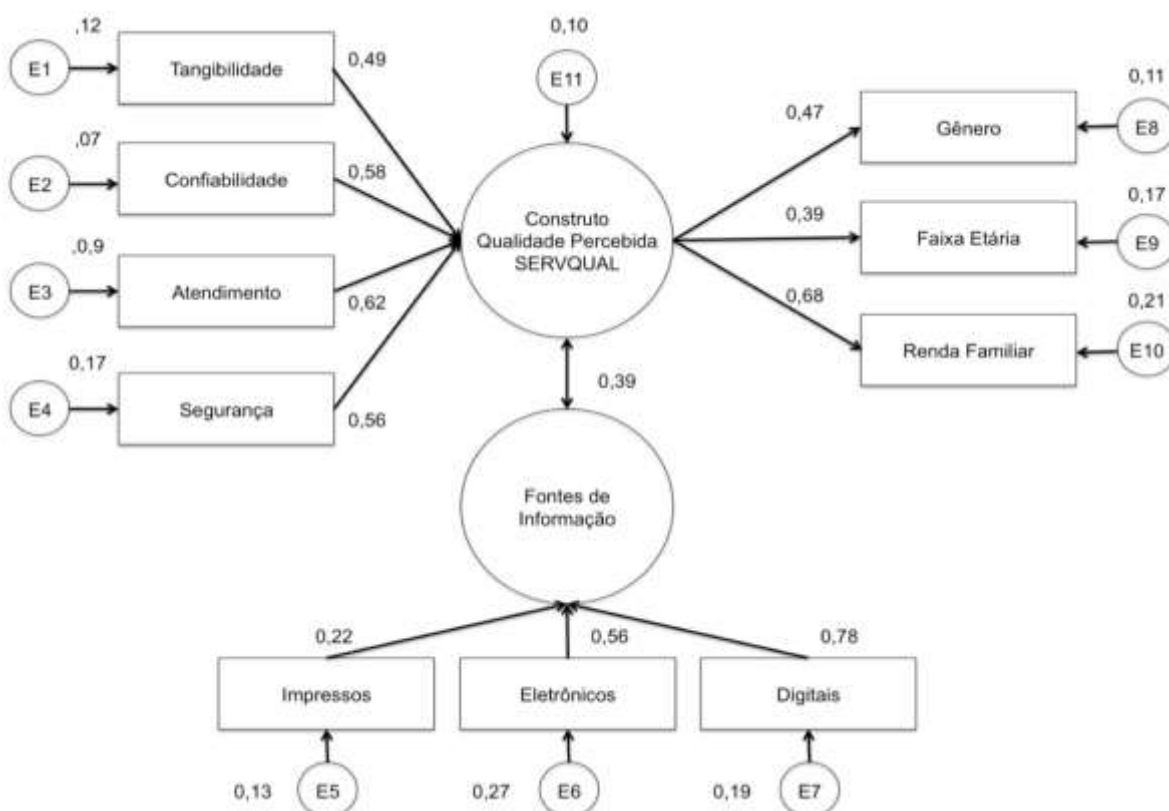 ,12
0,10
E1
Tangibilidade
0,49
E11
0,11
,07
0,47
Gênero
E8
E2
Confiabilidade
0,58
Construto
Qualidade Percebida
SERVQUAL
0,17
,0,9
0,39
Faixa Etária
E9
E3
Atendimento
0,62
0,68
0,21
0,17
Renda Familiar
E10
E4
Segurança
0,56
0,39
Fontes de
Informação
0,22
0,56
0,78
Impressos
Eletrônicos
Digitais
0,13
E5
0,27
E6
0,19
E7